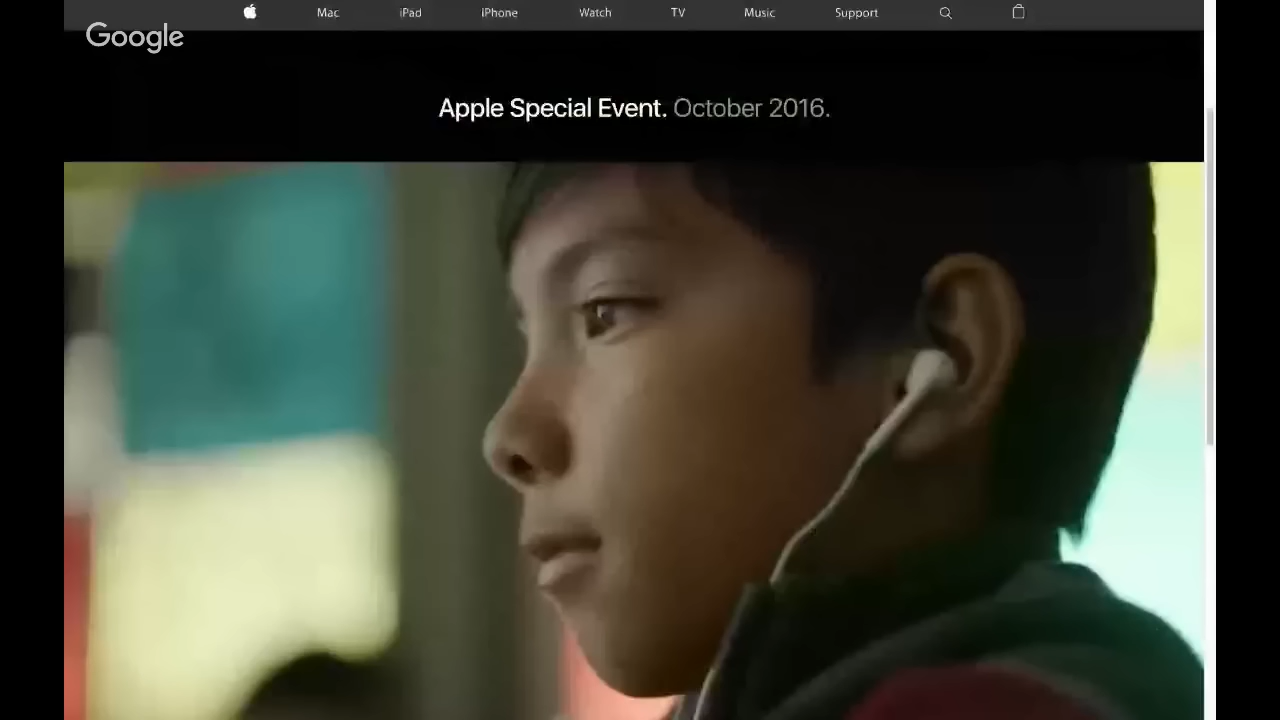 Mac iPad iPhone Watch TV Music Support
Google
Apple Special Event. October 2016.